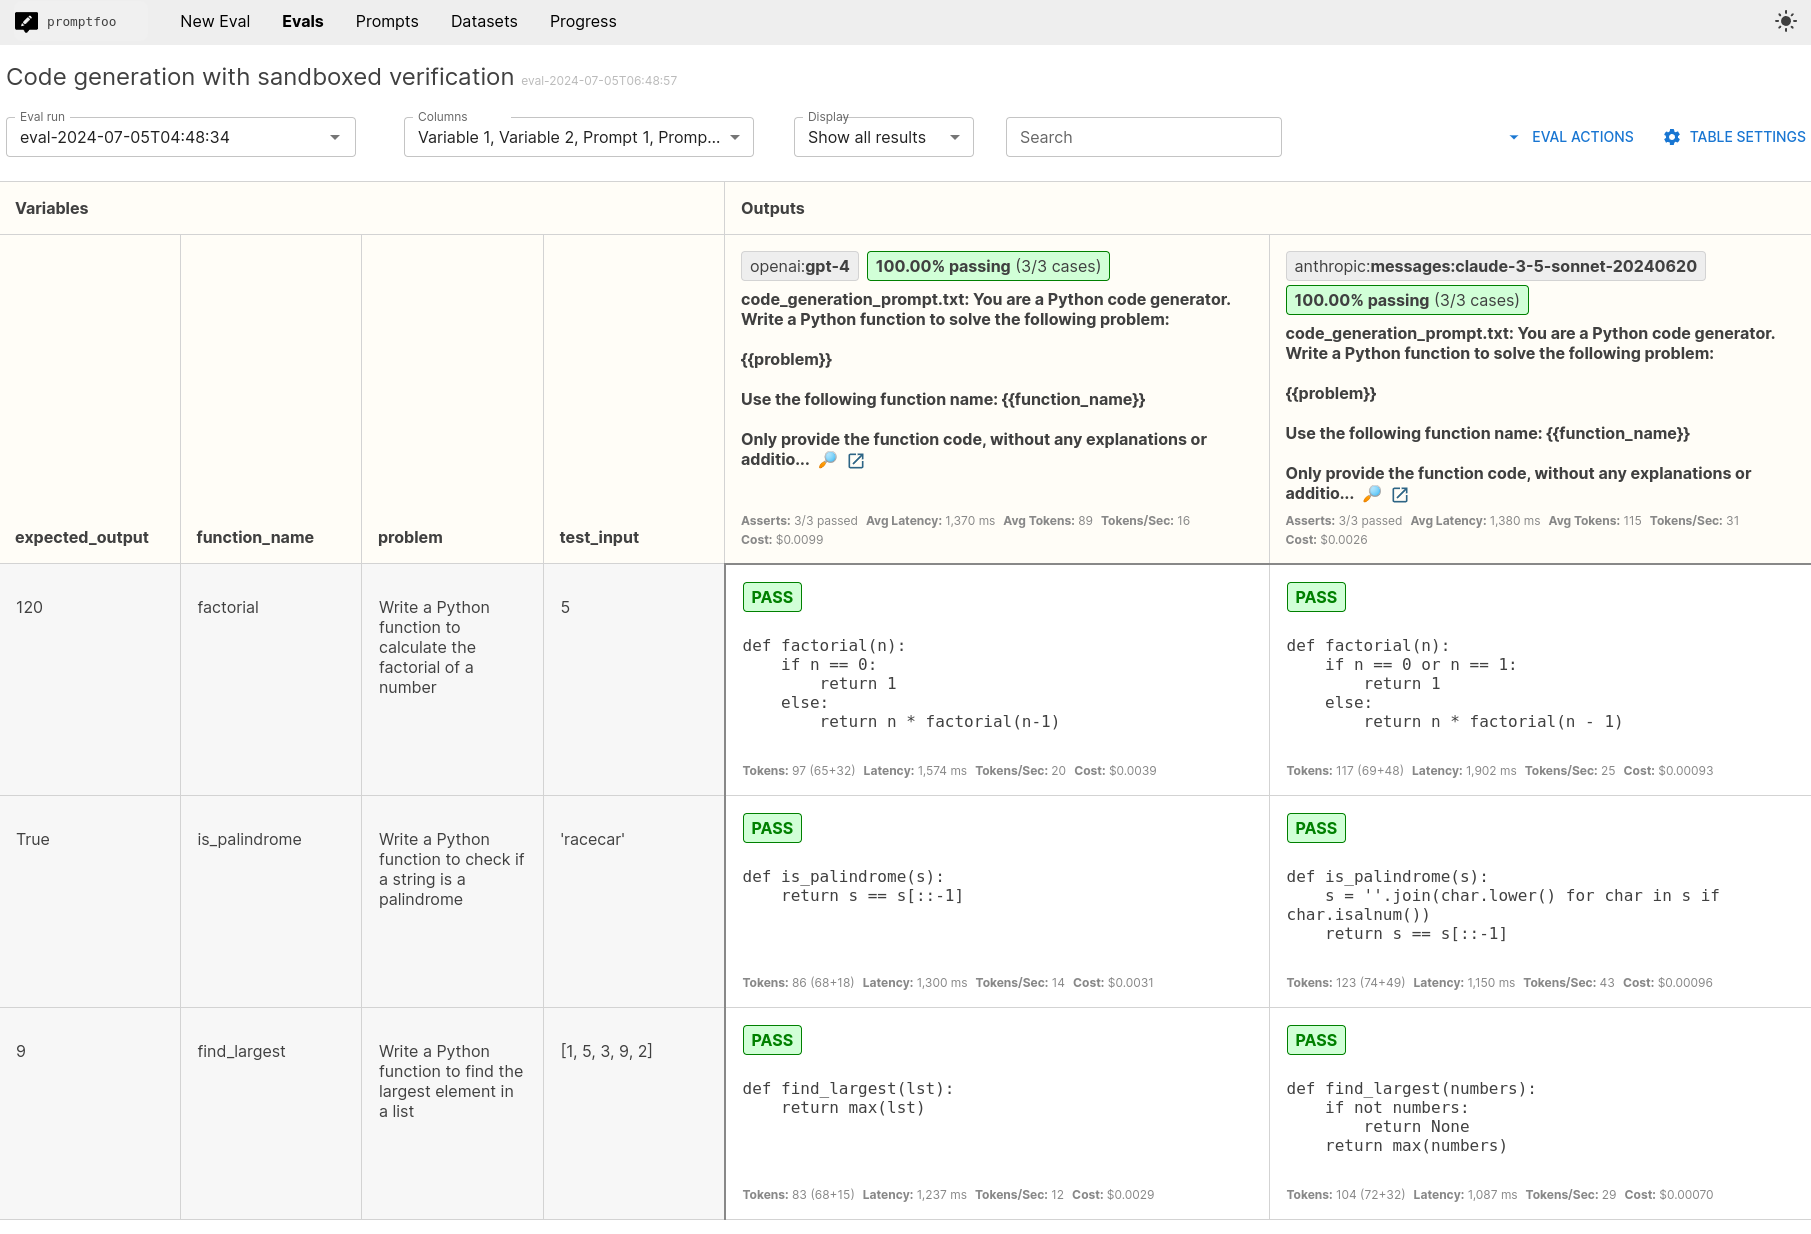 promptfoo
New Eval
Evals
Prompts
Datasets
Progress
Code generation with sandboxed verification eval-2024-07-05T06:48:57
Eval run
eval-2024-07-05T04:48:34
Columns
Variable 1, Variable 2, Prompt 1, Promp...
Display
Show all results
Search
EVAL ACTIONS
TABLE SETTINGS
Variables
Outputs
expected_output
function_name
problem
test_input
openai:gpt-4 100.00% passing (3/3 cases)
code_generation_prompt.txt: You are a Python code generator.
Write a Python function to solve the following problem:
{{problem}}
Use the following function name: {{function_name}}
Only provide the function code, without any explanations or
additio... 🔎
Asserts: 3/3 passed Avg Latency: 1,370 ms Avg Tokens: 89 Tokens/Sec: 16
Cost: $0.0099
anthropic:messages:claude-3-5-sonnet-20240620
100.00% passing (3/3 cases)
code_generation_prompt.txt: You are a Python code generator.
Write a Python function to solve the following problem:
{{problem}}
Use the following function name: {{function_name}}
Only provide the function code, without any explanations or
additio... 🔎
Asserts: 3/3 passed Avg Latency: 1,380 ms Avg Tokens: 115 Tokens/Sec: 31
Cost: $0.0026
120
factorial
Write a Python
function to
calculate the
factorial of a
number
5
PASS
def factorial(n):
    if n == 0:
        return 1
    else:
        return n * factorial(n-1)
Tokens: 97 (65+32) Latency: 1,574 ms Tokens/Sec: 20 Cost: $0.0039
PASS
def factorial(n):
    if n == 0 or n == 1:
        return 1
    else:
        return n * factorial(n - 1)
Tokens: 117 (69+48) Latency: 1,902 ms Tokens/Sec: 25 Cost: $0.00093
True
is_palindrome
Write a Python
function to check if
a string is a
palindrome
'racecar'
PASS
def is_palindrome(s):
    return s == s[::-1]
Tokens: 86 (68+18) Latency: 1,300 ms Tokens/Sec: 14 Cost: $0.0031
PASS
def is_palindrome(s):
    s = ''.join(char.lower() for char in s if
char.isalnum())
    return s == s[::-1]
Tokens: 123 (74+49) Latency: 1,150 ms Tokens/Sec: 43 Cost: $0.00096
9
find_largest
Write a Python
function to find the
largest element in
a list
[1, 5, 3, 9, 2]
PASS
def find_largest(lst):
    return max(lst)
Tokens: 83 (68+15) Latency: 1,237 ms Tokens/Sec: 12 Cost: $0.0029
PASS
def find_largest(numbers):
    if not numbers:
        return None
    return max(numbers)
Tokens: 104 (72+32) Latency: 1,087 ms Tokens/Sec: 29 Cost: $0.00070